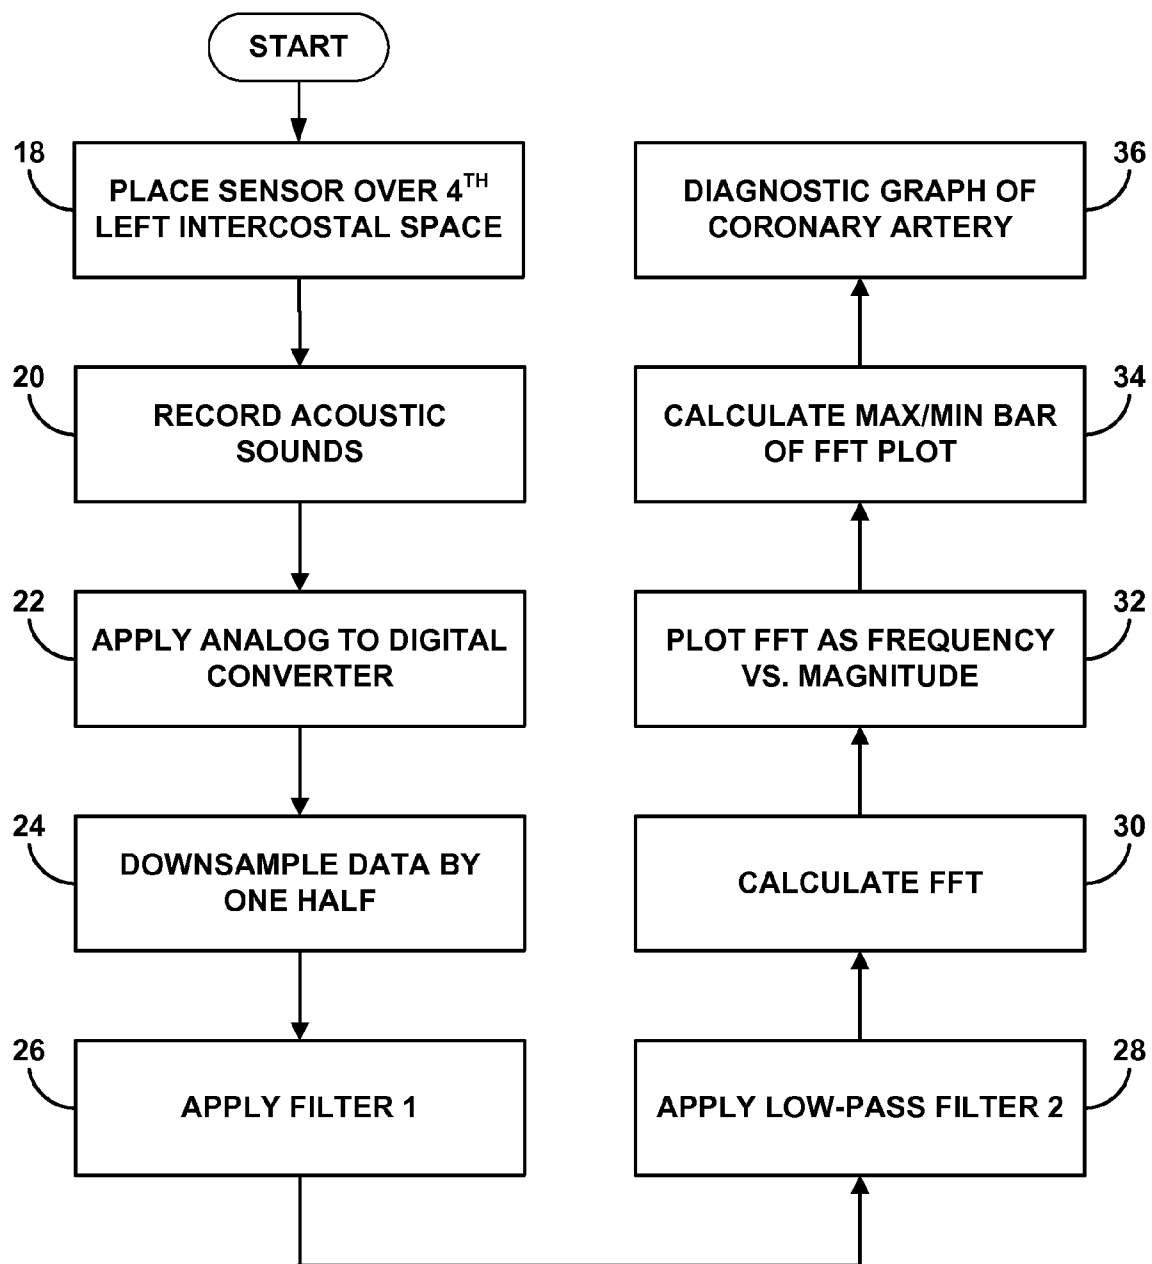 START
18
PLACE SENSOR OVER 4TH
LEFT INTERCOSTAL SPACE
20
RECORD ACOUSTIC
SOUNDS
22
APPLY ANALOG TO DIGITAL
CONVERTER
24
DOWNSAMPLE DATA BY
ONE HALF
26
APPLY FILTER 1
28
APPLY LOW-PASS FILTER 2
30
CALCULATE FFT
32
PLOT FFT AS FREQUENCY
VS. MAGNITUDE
34
CALCULATE MAX/MIN BAR
OF FFT PLOT
36
DIAGNOSTIC GRAPH OF
CORONARY ARTERY